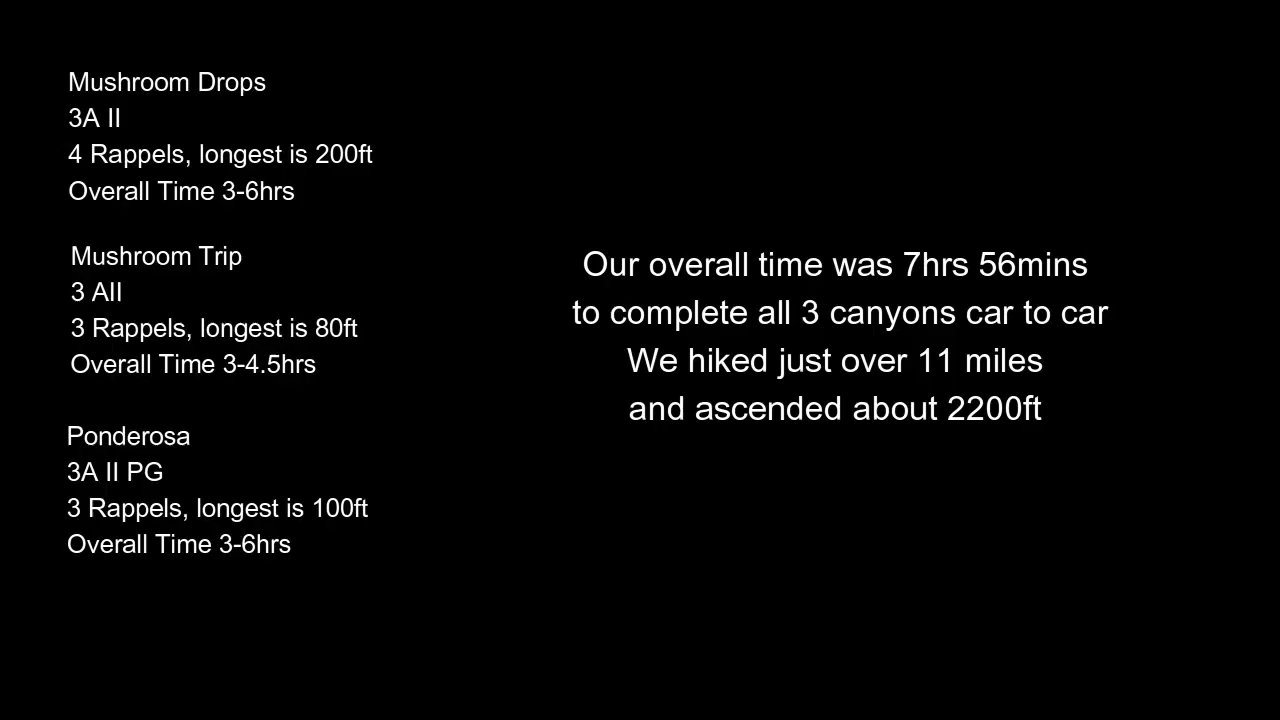 Mushroom Drops
3A II
4 Rappels, longest is 200ft
Overall Time 3-6hrs
Mushroom Trip
3 AII
3 Rappels, longest is 80ft
Overall Time 3-4.5hrs
Ponderosa
3A II PG
3 Rappels, longest is 100ft
Overall Time 3-6hrs
Our overall time was 7hrs 56mins
to complete all 3 canyons car to car
We hiked just over 11 miles
and ascended about 2200ft